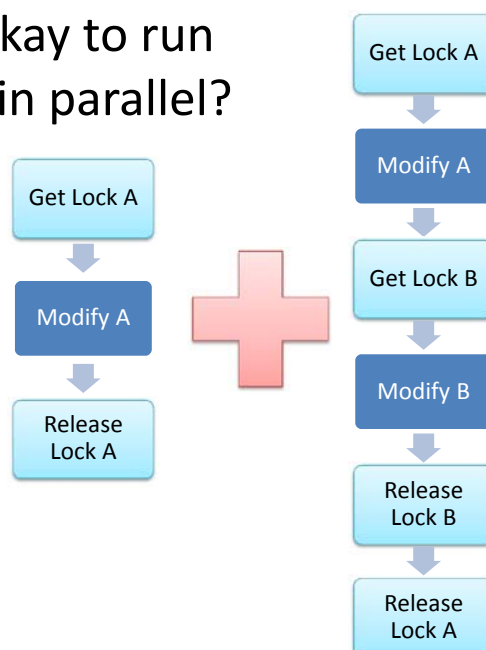 kay to run
in parallel?
Get Lock A
Modify A
Release
Lock A
Get Lock A
Modify A
Get Lock B
Modify B
Release
Lock B
Release
Lock A